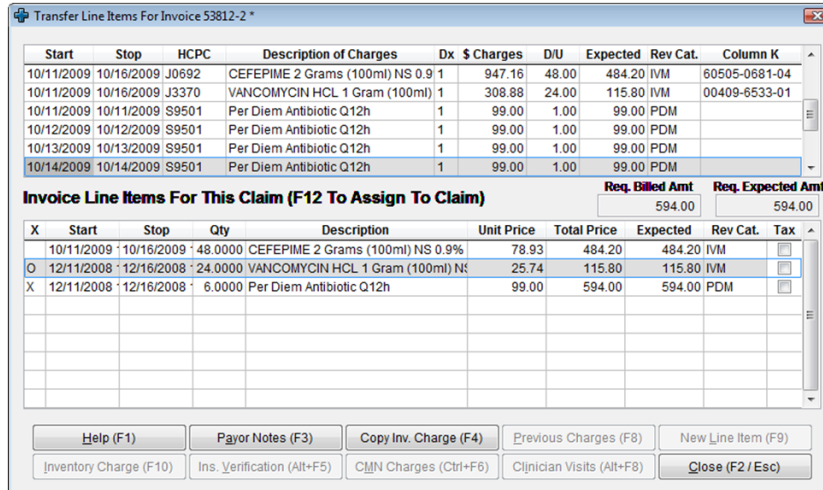 Transfer Line Items For Invoice 53812-2 *
Start Stop HCPC Description of Charges Dx $ Charges D/U Expected Rev Cat. Column K
10/11/2009 10/16/2009 J0692 CEFEPIME 2 Grams (100ml) NS 0.9 1 947.16 48.00 484.20 IVM 60505-0681-04
10/11/2009 10/16/2009 J3370 VANCOMYCIN HCL 1 Gram (100ml) 1 308.88 24.00 115.80 IVM 00409-6533-01
10/11/2009 10/11/2009 S9501 Per Diem Antibiotic Q12h 1 99.00 1.00 99.00 PDM
10/12/2009 10/12/2009 S9501 Per Diem Antibiotic Q12h 1 99.00 1.00 99.00 PDM
10/13/2009 10/13/2009 S9501 Per Diem Antibiotic Q12h 1 99.00 1.00 99.00 PDM
10/14/2009 10/14/2009 S9501 Per Diem Antibiotic Q12h 1 99.00 1.00 99.00 PDM
Invoice Line Items For This Claim (F12 To Assign To Claim)
Req. Billed Amt Req. Expected Amt
594.00 594.00
X Start Stop Qty Description Unit Price Total Price Expected Rev Cat. Tax
10/11/2009 10/16/2009 48.0000 CEFEPIME 2 Grams (100ml) NS 0.9% 78.93 484.20 484.20 IVM
O 12/11/2008 12/16/2008 24.0000 VANCOMYCIN HCL 1 Gram (100ml) NS 25.74 115.80 115.80 IVM
X 12/11/2008 12/16/2008 6.0000 Per Diem Antibiotic Q12h 99.00 594.00 594.00 PDM
Help (F1) Payor Notes (F3) Copy Inv. Charge (F4) Previous Charges (F8) New Line Item (F9)
Inventory Charge (F10) Ins. Verification (Alt+F5) CMN Charges (Ctrl+F6) Clinician Visits (Alt+F8) Close (F2 / Esc)